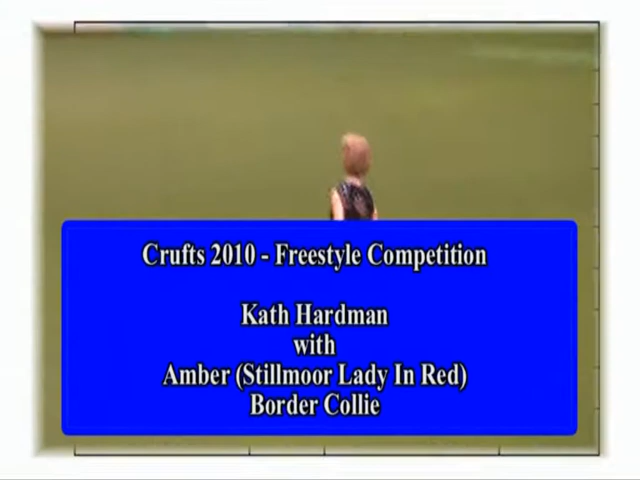 Crufts 2010 - Freestyle Competition
Kath Hardman
with
Amber (Stillmoor Lady In Red)
Border Collie